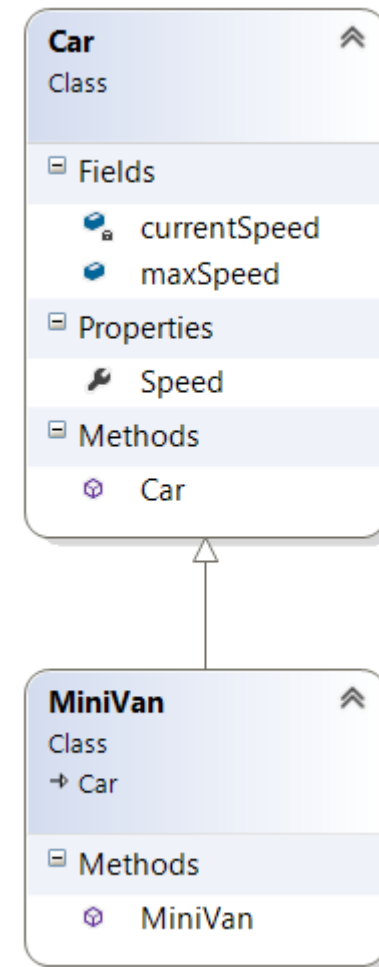 Car
Class
Fields
currentSpeed
maxSpeed
Properties
Speed
Methods
Car
MiniVan
Class
Car
Methods
MiniVan